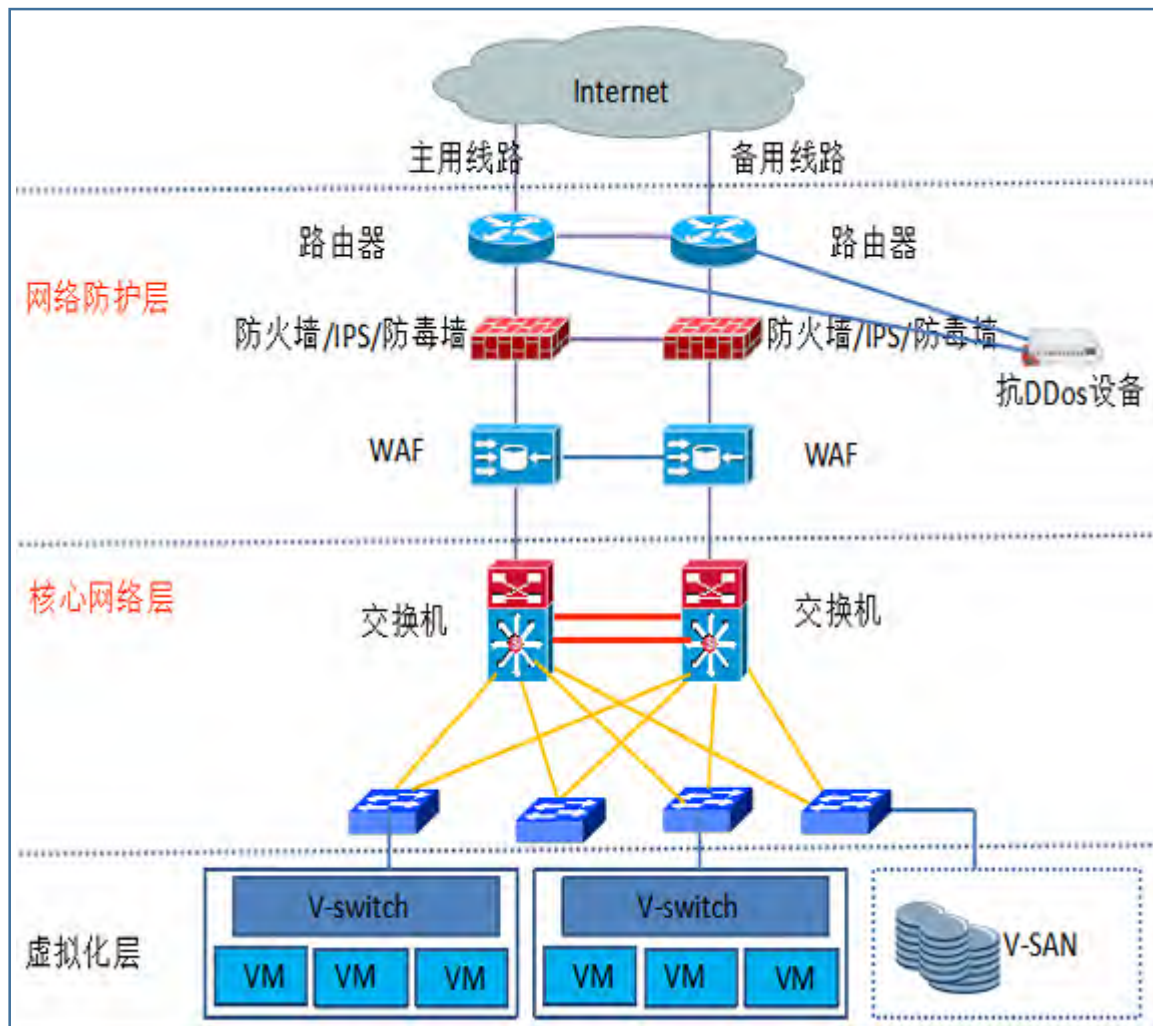 Internet
主用线路
备用线路
路由器
路由器
网络防护层
防火墙/IPS/防毒墙
防火墙/IPS/防毒墙
抗DDos设备
WAF
WAF
核心网络层
交换机
交换机
V-switch
V-switch
虚拟化层
VM
VM
VM
VM
VM
VM
V-SAN